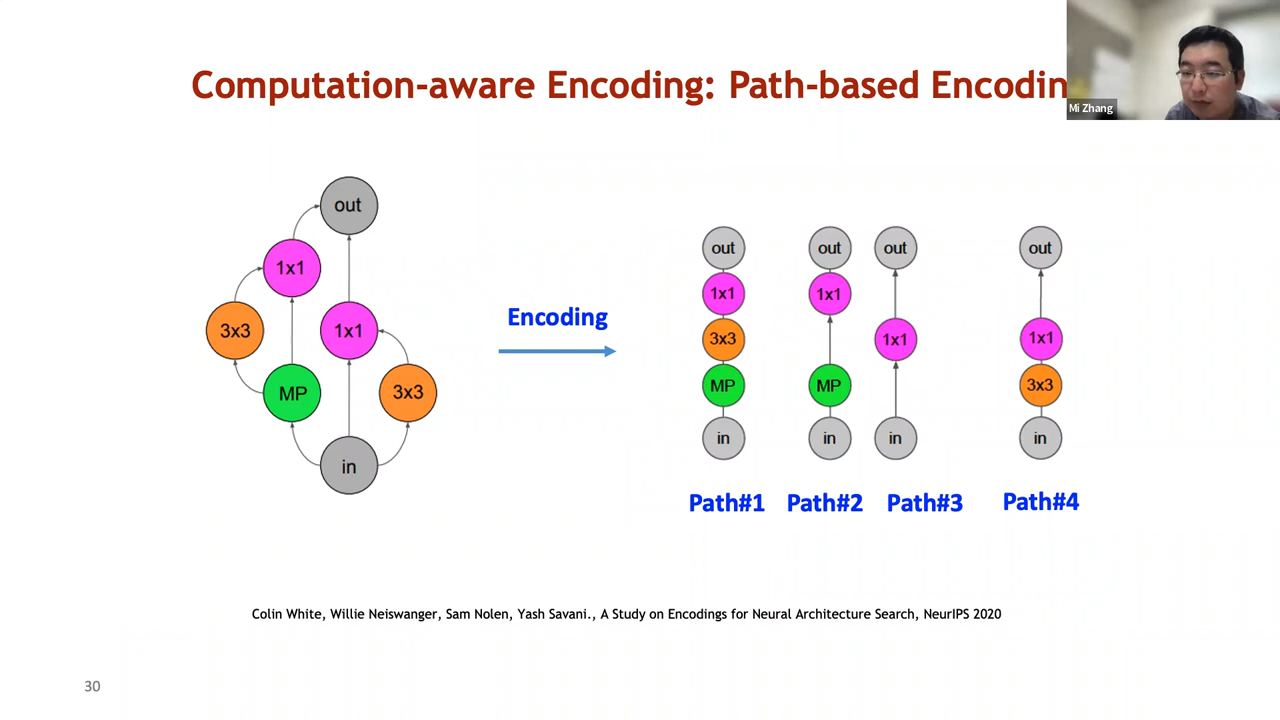 Computation-aware Encoding: Path-based Encodin
Mi Zhang
out
1x1
3x3
1x1
MP
3x3
in
Encoding
out
1x1
3x3
MP
in
Path#1
out
1x1
MP
in
Path#2
out
1x1
in
Path#3
out
1x1
3x3
in
Path#4
Colin White, Willie Neiswanger, Sam Nolen, Yash Savani., A Study on Encodings for Neural Architecture Search, NeurIPS 2020
30